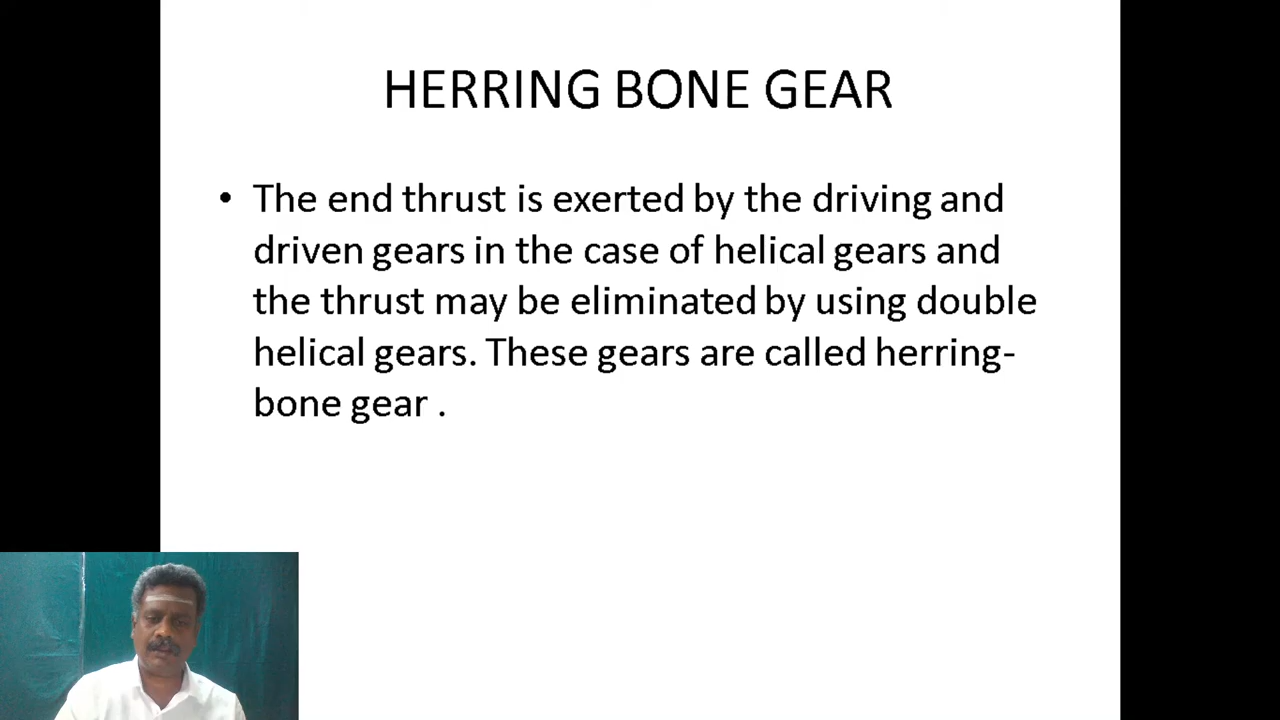 HERRING BONE GEAR
• The end thrust is exerted by the driving and
driven gears in the case of helical gears and
the thrust may be eliminated by using double
helical gears. These gears are called herring-
bone gear .